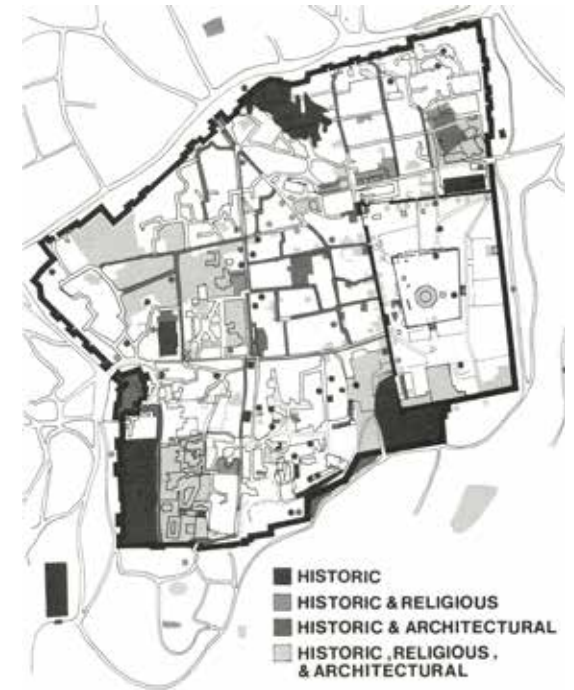 HISTORIC
HISTORIC & RELIGIOUS
HISTORIC & ARCHITECTURAL
HISTORIC, RELIGIOUS,
& ARCHITECTURAL